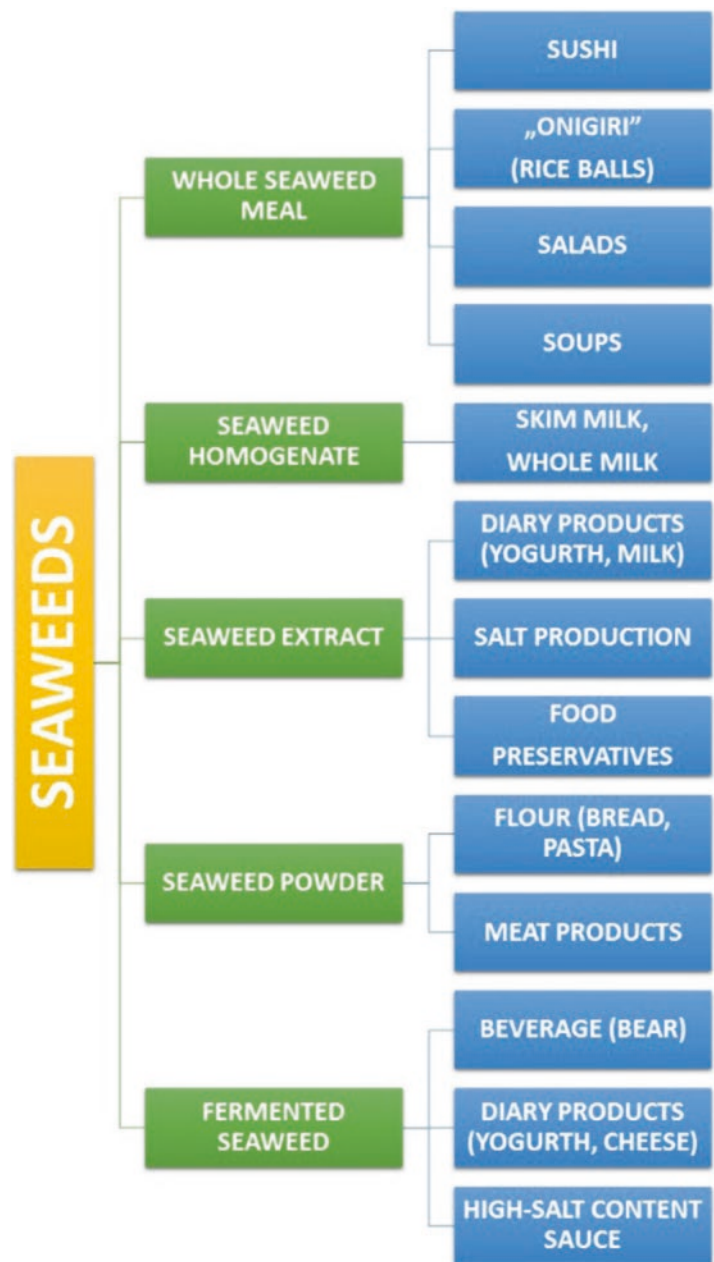 SEAWEEDS
WHOLE SEAWEED
MEAL
SUSHI
„ONIGIRI”
(RICE BALLS)
SALADS
SOUPS
SEAWEED
HOMOGENATE
SKIM MILK,
WHOLE MILK
SEAWEED EXTRACT
DIARY PRODUCTS
(YOGURTH, MILK)
SALT PRODUCTION
FOOD
PRESERVATIVES
SEAWEED POWDER
FLOUR (BREAD,
PASTA)
MEAT PRODUCTS
FERMENTED
SEAWEED
BEVERAGE (BEAR)
DIARY PRODUCTS
(YOGURTH, CHEESE)
HIGH-SALT CONTENT
SAUCE